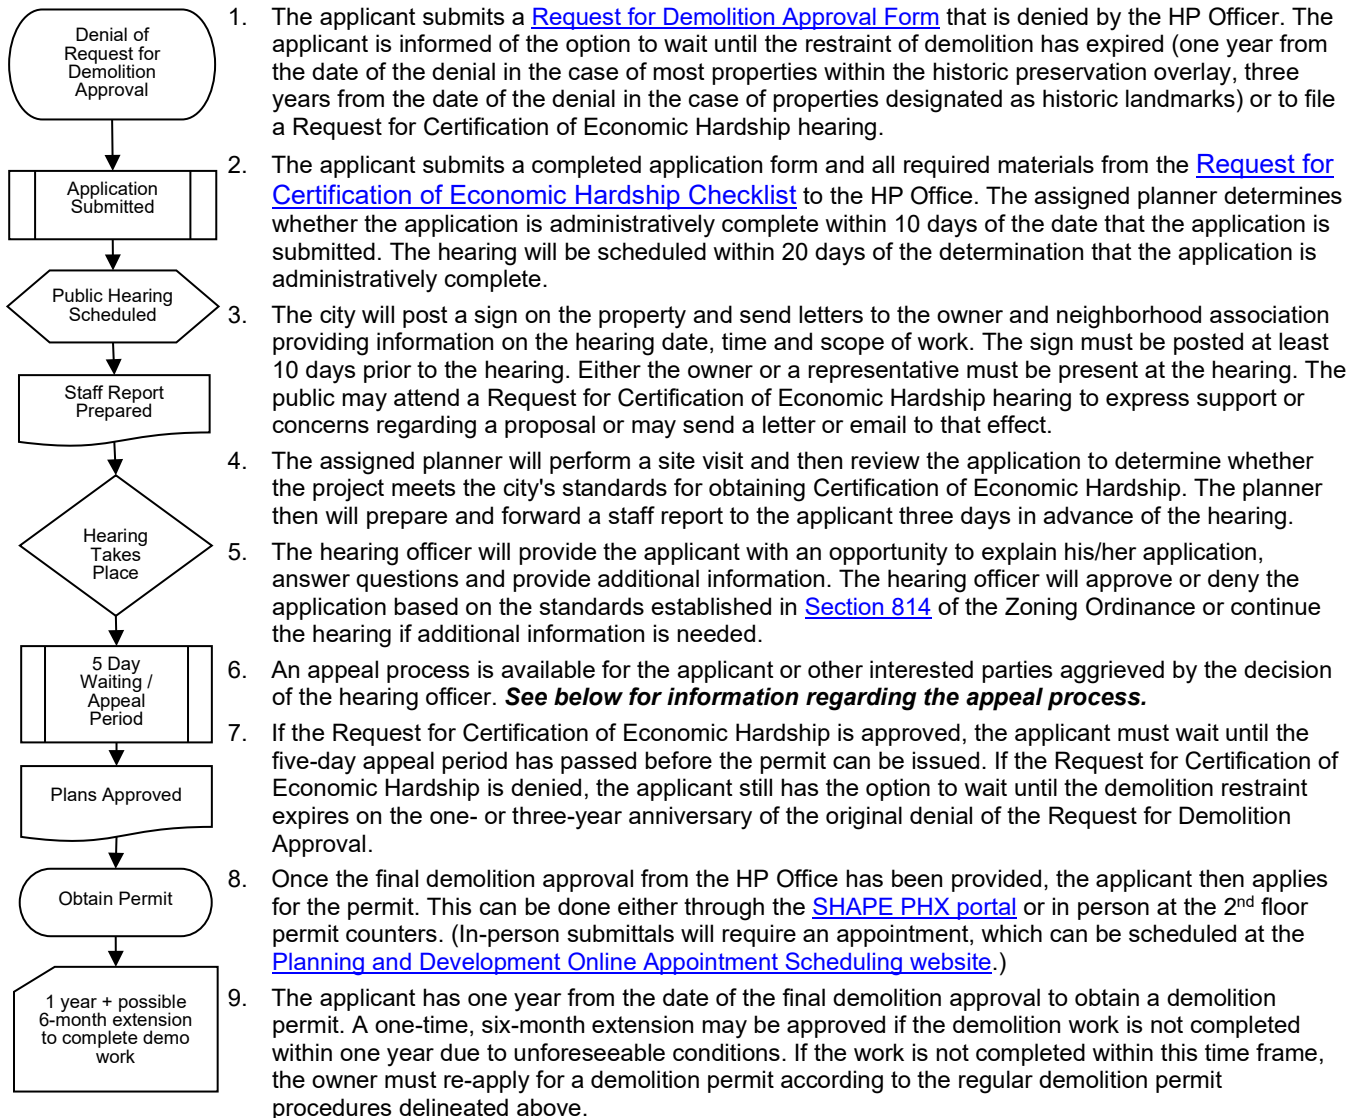 Denial of
Request for
Demolition
Approval
Application
Submitted
Public Hearing
Scheduled
Staff Report
Prepared
Hearing
Takes
Place
5 Day
Waiting /
Appeal
Period
Plans Approved
Obtain Permit
1 year + possible
6-month extension
to complete demo
work
1. The applicant submits a Request for Demolition Approval Form that is denied by the HP Officer. The
applicant is informed of the option to wait until the restraint of demolition has expired (one year from
the date of the denial in the case of most properties within the historic preservation overlay, three
years from the date of the denial in the case of properties designated as historic landmarks) or to file
a Request for Certification of Economic Hardship hearing.
2. The applicant submits a completed application form and all required materials from the Request for
Certification of Economic Hardship Checklist to the HP Office. The assigned planner determines
whether the application is administratively complete within 10 days of the date that the application is
submitted. The hearing will be scheduled within 20 days of the determination that the application is
administratively complete.
3. The city will post a sign on the property and send letters to the owner and neighborhood association
providing information on the hearing date, time and scope of work. The sign must be posted at least
10 days prior to the hearing. Either the owner or a representative must be present at the hearing. The
public may attend a Request for Certification of Economic Hardship hearing to express support or
concerns regarding a proposal or may send a letter or email to that effect.
4. The assigned planner will perform a site visit and then review the application to determine whether
the project meets the city's standards for obtaining Certification of Economic Hardship. The planner
then will prepare and forward a staff report to the applicant three days in advance of the hearing.
5. The hearing officer will provide the applicant with an opportunity to explain his/her application,
answer questions and provide additional information. The hearing officer will approve or deny the
application based on the standards established in Section 814 of the Zoning Ordinance or continue
the hearing if additional information is needed.
6. An appeal process is available for the applicant or other interested parties aggrieved by the decision
of the hearing officer. See below for information regarding the appeal process.
7. If the Request for Certification of Economic Hardship is approved, the applicant must wait until the
five-day appeal period has passed before the permit can be issued. If the Request for Certification of
Economic Hardship is denied, the applicant still has the option to wait until the demolition restraint
expires on the one- or three-year anniversary of the original denial of the Request for Demolition
Approval.
8. Once the final demolition approval from the HP Office has been provided, the applicant then applies
for the permit. This can be done either through the SHAPE PHX portal or in person at the 2nd floor
permit counters. (In-person submittals will require an appointment, which can be scheduled at the
Planning and Development Online Appointment Scheduling website.)
9. The applicant has one year from the date of the final demolition approval to obtain a demolition
permit. A one-time, six-month extension may be approved if the demolition work is not completed
within one year due to unforeseeable conditions. If the work is not completed within this time frame,
the owner must re-apply for a demolition permit according to the regular demolition permit
procedures delineated above.